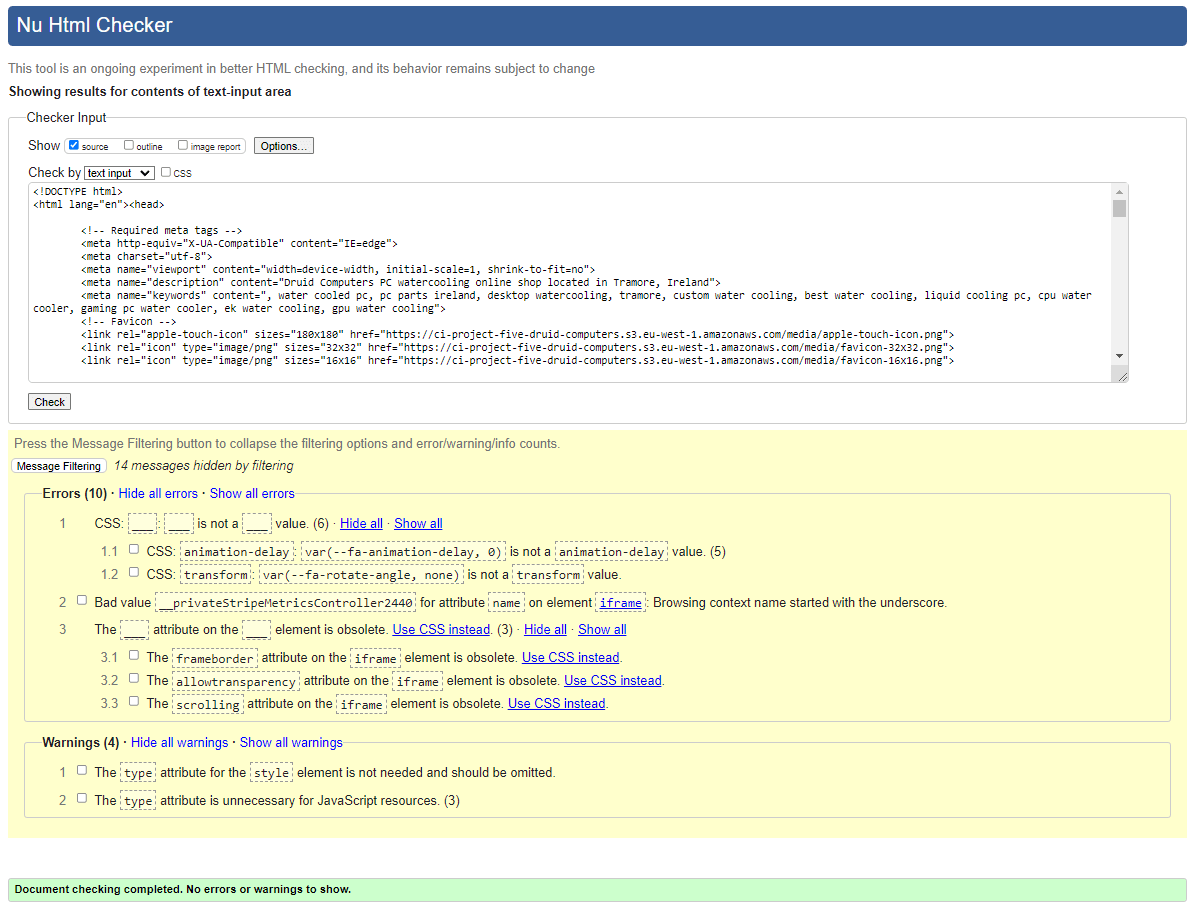 Nu Html Checker
This tool is an ongoing experiment in better HTML checking, and its behavior remains subject to change
Showing results for contents of text-input area
Checker Input
Show source outline image report Options...
Check by text input css
<!DOCTYPE html>
<html lang="en"><head>
<!-- Required meta tags -->
<meta http-equiv="X-UA-Compatible" content="IE=edge">
<meta charset="utf-8">
<meta name="viewport" content="width=device-width, initial-scale=1, shrink-to-fit=no">
<meta name="description" content="Druid Computers PC watercooling online shop located in Tramore, Ireland">
<meta name="keywords" content=", water cooled pc, pc parts ireland, desktop watercooling, tramore, custom water cooling, best water cooling, liquid cooling pc, cpu water
cooler, gaming pc water cooler, ek water cooling, gpu water cooling">
<!-- Favicon -->
<link rel="apple-touch-icon" sizes="180x180" href="https://ci-project-five-druid-computers.s3.eu-west-1.amazonaws.com/media/apple-touch-icon.png">
<link rel="icon" type="image/png" sizes="32x32" href="https://ci-project-five-druid-computers.s3.eu-west-1.amazonaws.com/media/favicon-32x32.png">
<link rel="icon" type="image/png" sizes="16x16" href="https://ci-project-five-druid-computers.s3.eu-west-1.amazonaws.com/media/favicon-16x16.png">
Check
Press the Message Filtering button to collapse the filtering options and error/warning/info counts.
Message Filtering 14 messages hidden by filtering
Errors (10) · Hide all errors · Show all errors
1 CSS: ___: ___ is not a ___ value. (6) · Hide all · Show all
1.1 CSS: animation-delay: var(--fa-animation-delay, 0) is not a animation-delay value. (5)
1.2 CSS: transform: var(--fa-rotate-angle, none) is not a transform value.
2 Bad value __privateStripeMetricsController2440 for attribute name on element iframe: Browsing context name started with the underscore.
3 The ___ attribute on the ___ element is obsolete. Use CSS instead. (3) · Hide all · Show all
3.1 The frameborder attribute on the iframe element is obsolete. Use CSS instead.
3.2 The allowtransparency attribute on the iframe element is obsolete. Use CSS instead.
3.3 The scrolling attribute on the iframe element is obsolete. Use CSS instead.
Warnings (4) · Hide all warnings · Show all warnings
1 The type attribute for the style element is not needed and should be omitted.
2 The type attribute is unnecessary for JavaScript resources. (3)
Document checking completed. No errors or warnings to show.